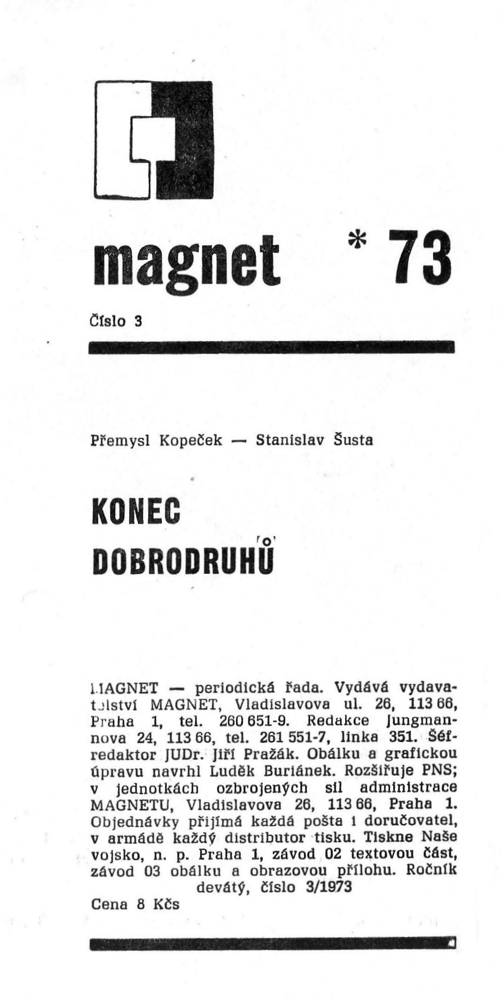 magnet * 73
Číslo 3
Přemysl Kopeček — Stanislav Šusta
KONEC
DOBRODRUHŮ
MAGNET — periodická řada. Vydává vydava-
telství MAGNET, Vladislavova ul. 26, 113 66,
Praha 1, tel. 260 651-9. Redakce Jungman-
nova 24, 113 66, tel. 261 551-7, linka 351. Šéf-
redaktor JUDr. Jiří Pražák. Obálku a grafickou
úpravu navrhl Luděk Buriánek. Rozšiřuje PNS;
v jednotkách ozbrojených sil administrace
MAGNETU, Vladislavova 26, 113 66, Praha 1.
Objednávky přijímá každá pošta i doručovatel,
v armádě každý distributor tisku. Tiskne Naše
vojsko, n. p. Praha 1, závod 02 textovou část,
závod 03 obálku a obrazovou přílohu. Ročník
devátý, číslo 3/1973
Cena 8 Kčs